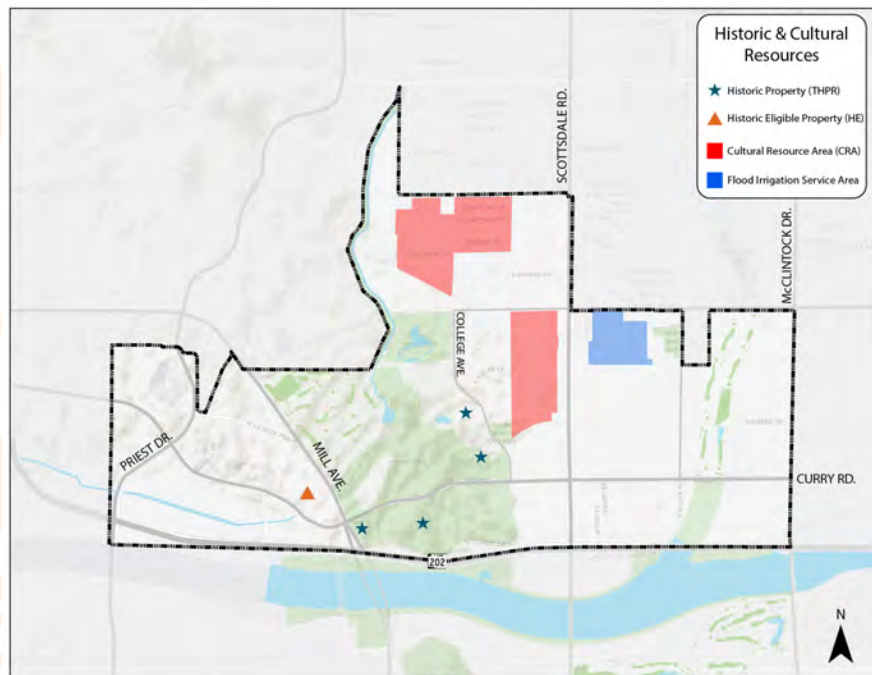 Historic & Cultural
Resources
Historic Property (THPR)
Historic Eligible Property (HE)
Cultural Resource Area (CRA)
Flood Irrigation Service Area
SCOTTSDALE RD.
McCLINTOCK DR.
COLLEGE AVE.
PRIEST DR.
MILL AVE.
CURRY RD.
202
N